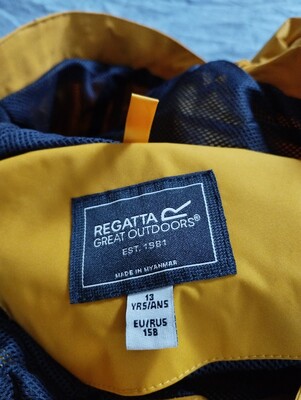 REGATTA
GREAT OUTDOORS®
EST. 1981
MADE IN MYANMAR
13
YRS/ANS
EU/RUS
158